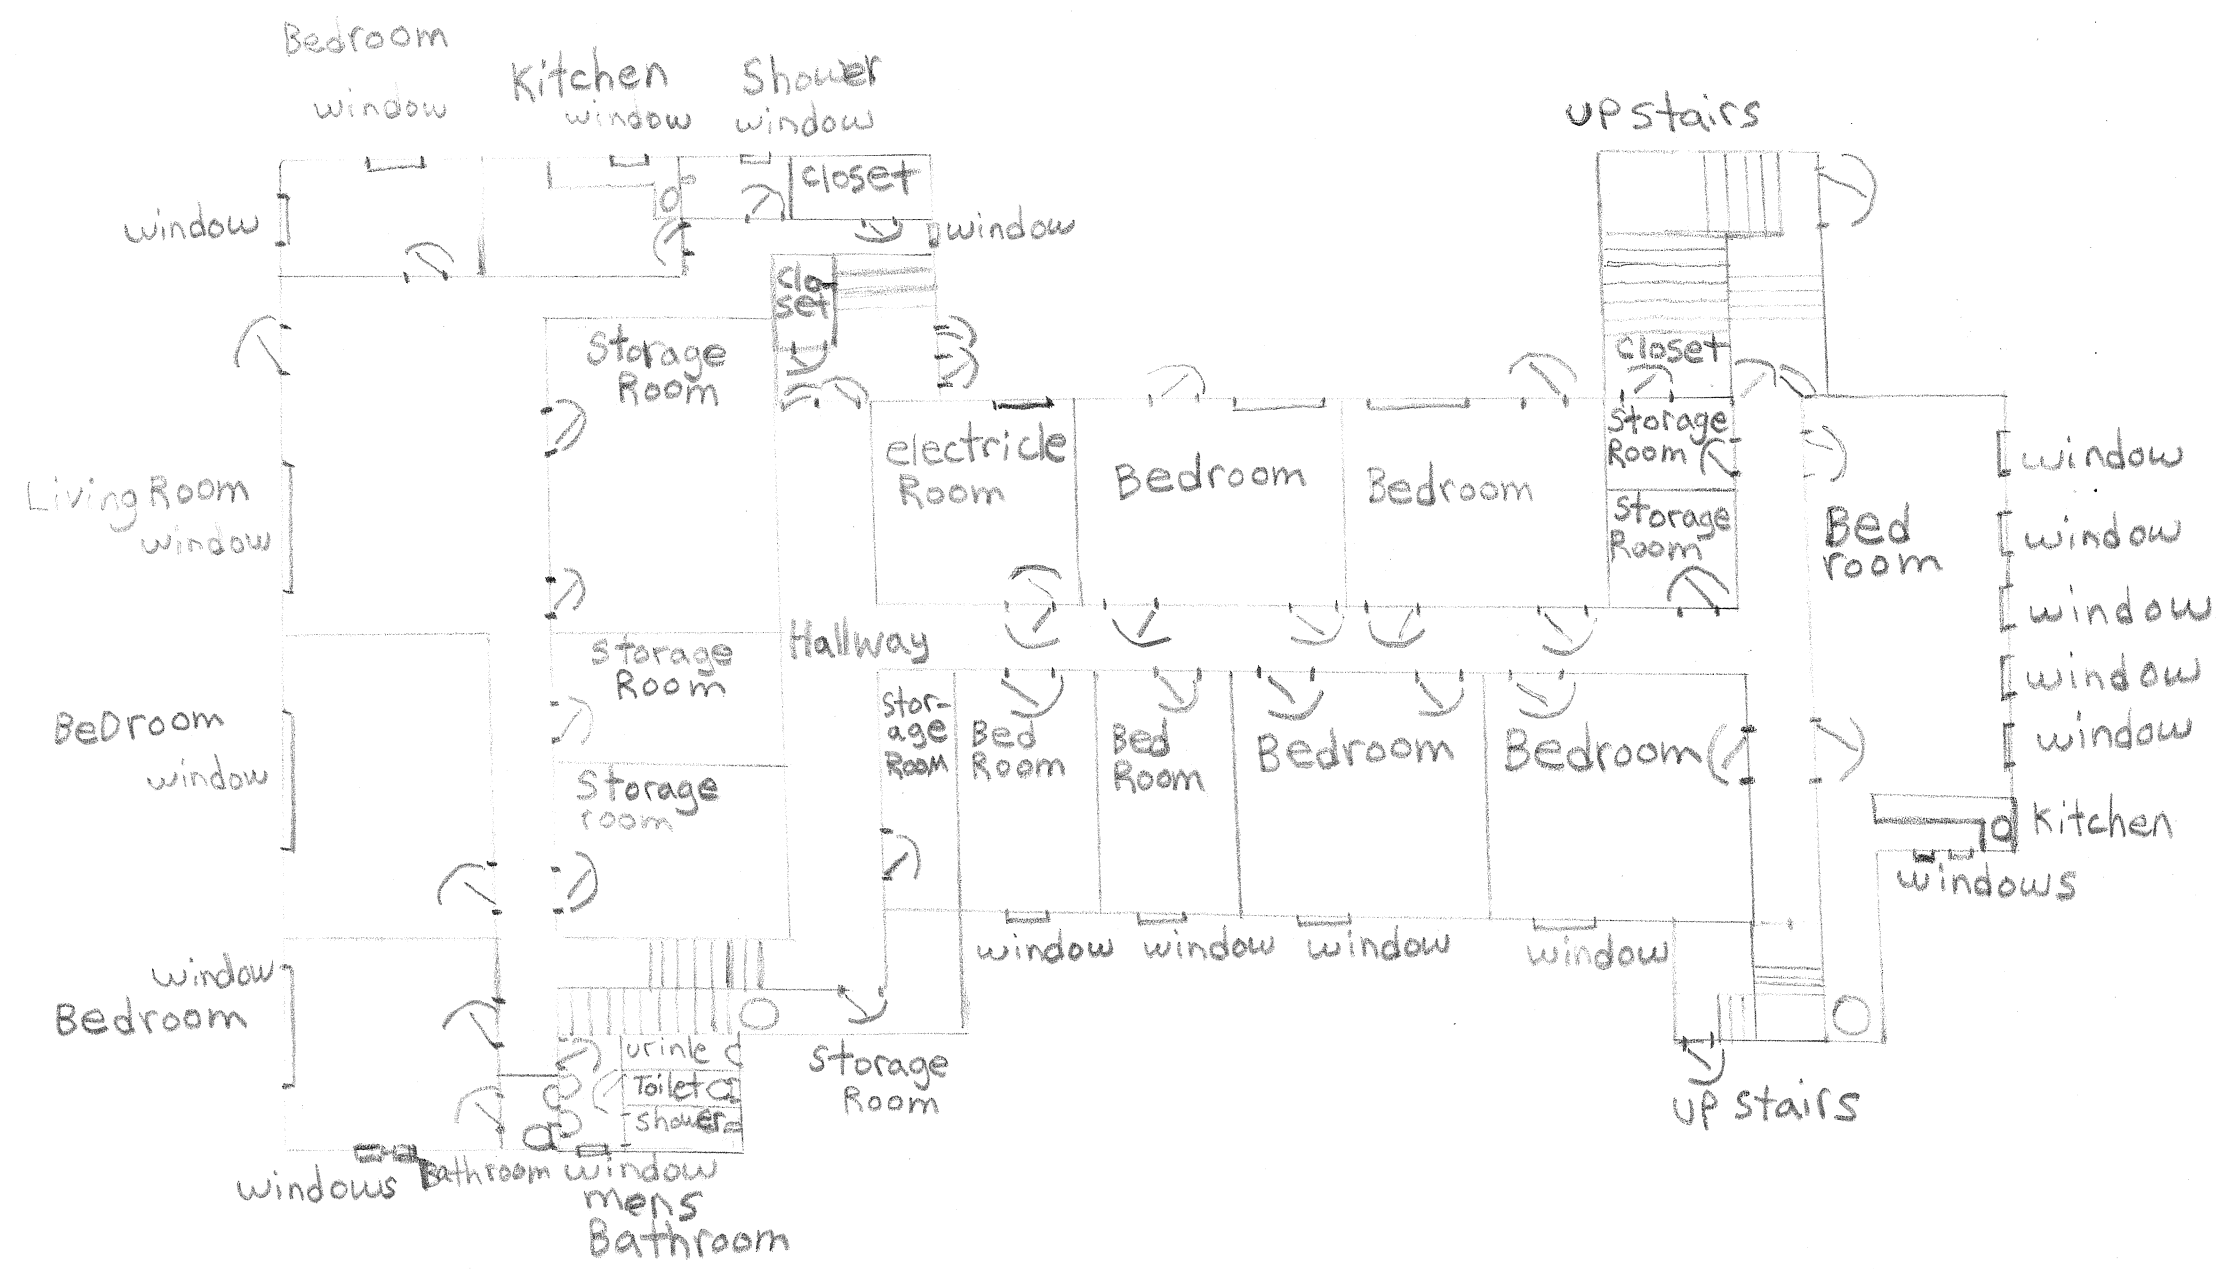 Bedroom
window
Kitchen
window
Shower
window
upstairs
closet
window
window
clo
set
Storage
Room
closet
Storage
Room
electricle
Room
Bedroom
Bedroom
Storage
Room
Bed
room
window
window
window
window
window
Living Room
window
Hallway
Storage
Room
Stor-
age
Room
Bed
Room
Bed
Room
Bedroom
Bedroom
BeDroom
window
Storage
room
Kitchen
windows
window
window
window
window
window
Bedroom
urinle
Toilet
Shower
Storage
Room
up stairs
windows
Bathroom
window
mens
Bathroom